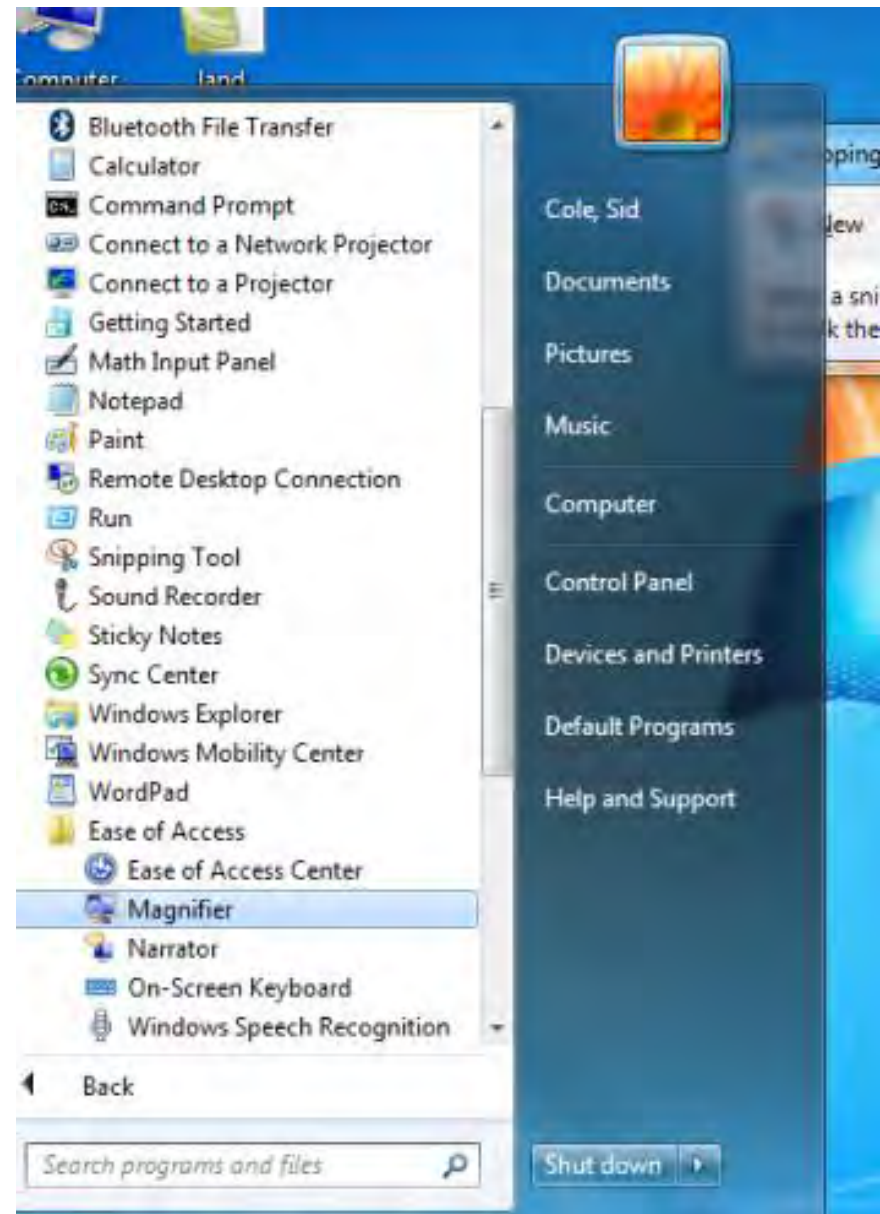 Computer
land
Bluetooth File Transfer
Calculator
Command Prompt
Connect to a Network Projector
Connect to a Projector
Getting Started
Math Input Panel
Notepad
Paint
Remote Desktop Connection
Run
Snipping Tool
Sound Recorder
Sticky Notes
Sync Center
Windows Explorer
Windows Mobility Center
WordPad
Ease of Access
Ease of Access Center
Magnifier
Narrator
On-Screen Keyboard
Windows Speech Recognition
Back
Search programs and files
Cole, Sid
Documents
Pictures
Music
Computer
Control Panel
Devices and Printers
Default Programs
Help and Support
Shut down
pping
New
a sni
k the